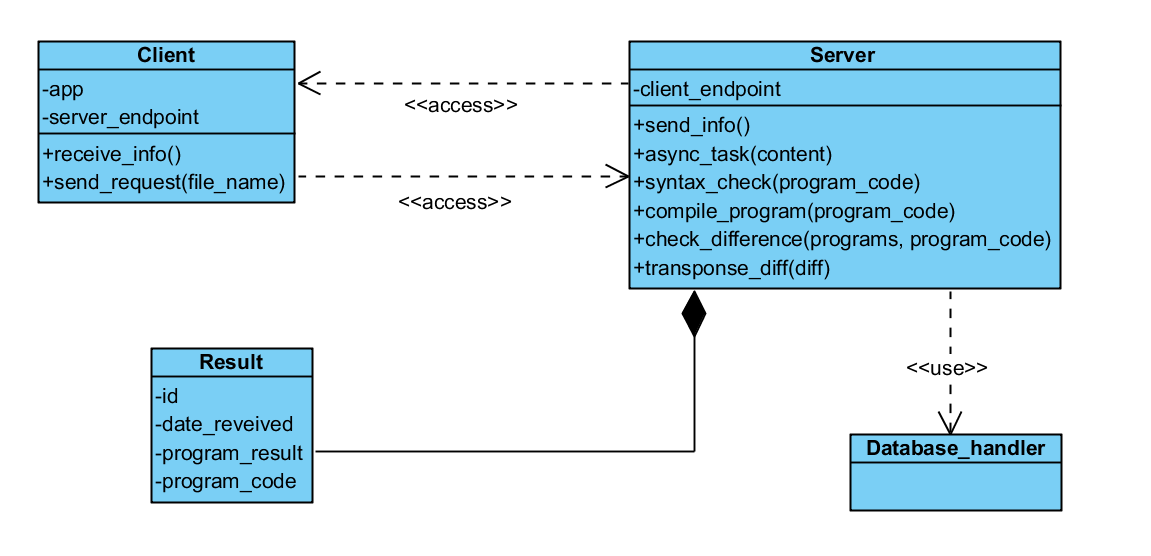 Client
-app
-server_endpoint
+receive_info()
+send_request(file_name)
<<access>>
<<access>>
Server
-client_endpoint
+send_info()
+async_task(content)
+syntax_check(program_code)
+compile_program(program_code)
+check_difference(programs, program_code)
+transponse_diff(diff)
Result
-id
-date_reveived
-program_result
-program_code
<<use>>
Database_handler